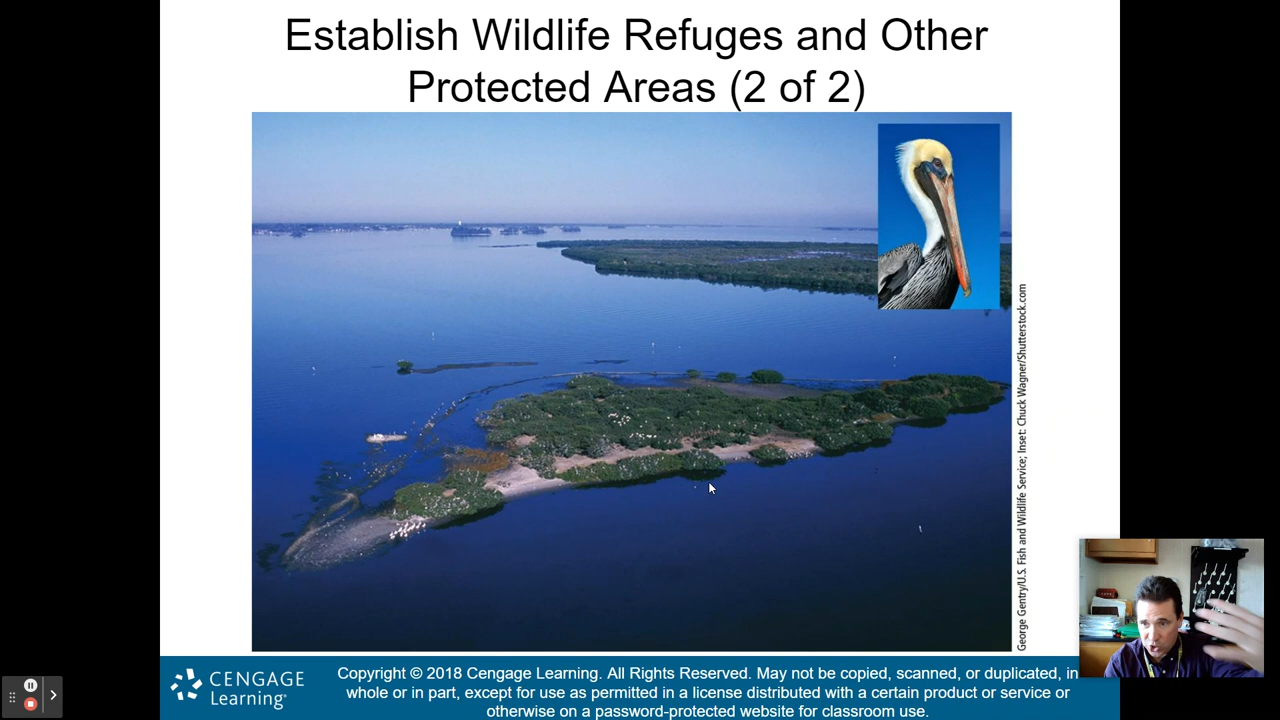 Establish Wildlife Refuges and Other
Protected Areas (2 of 2)
George Gentry/U.S. Fish and Wildlife Service; Inset: Chuck Wagner/Shutterstock.com
CENGAGE
Learning®
Copyright © 2018 Cengage Learning. All Rights Reserved. May not be copied, scanned, or duplicated, in
whole or in part, except for use as permitted in a license distributed with a certain product or service or
otherwise on a password-protected website for classroom use.